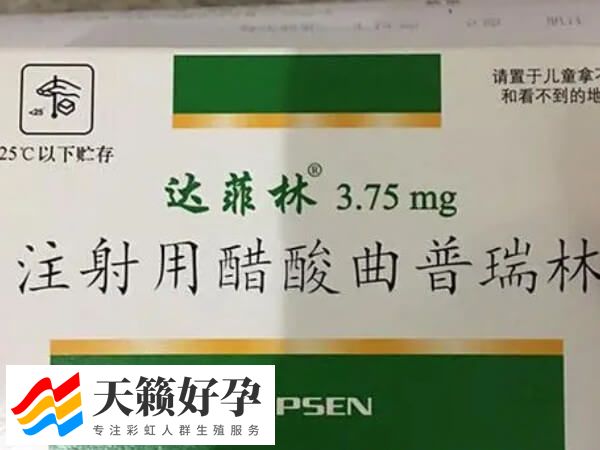 请置于儿童拿不
和看不到的地
<25°
25℃以下贮存
达菲林® 3.75 mg
注射用醋酸曲普瑞林
PSEN
天籁好孕
专注彩虹人群生殖服务